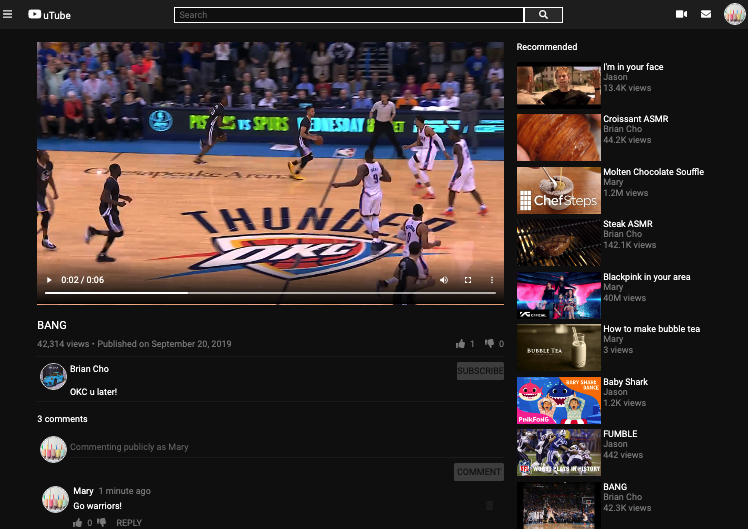 uTube
Search
PISTONS VS SPURS WEDNESDAY
Chesapeake Arena
THUNDER
OKC
9
0:02 / 0:06
BANG
42,314 views • Published on September 20, 2019
1
0
Brian Cho
SUBSCRIBE
OKC u later!
3 comments
Commenting publicly as Mary
COMMENT
Mary 1 minute ago
Go warriors!
0
REPLY
Recommended
I'm in your face
Jason
13.4K views
Croissant ASMR
Brian Cho
44.2K views
ChefSteps
Molten Chocolate Souffle
Mary
1.2M views
Steak ASMR
Brian Cho
142.1K views
Blackpink in your area
Mary
40M views
BUBBLE TEA
How to make bubble tea
Mary
3 views
BABY SHARK
DANCE
PINKFONG
Baby Shark
Jason
1.2K views
NFL
WORST PLAYS IN HISTORY
FUMBLE
Jason
442 views
BANG
Brian Cho
42.3K views